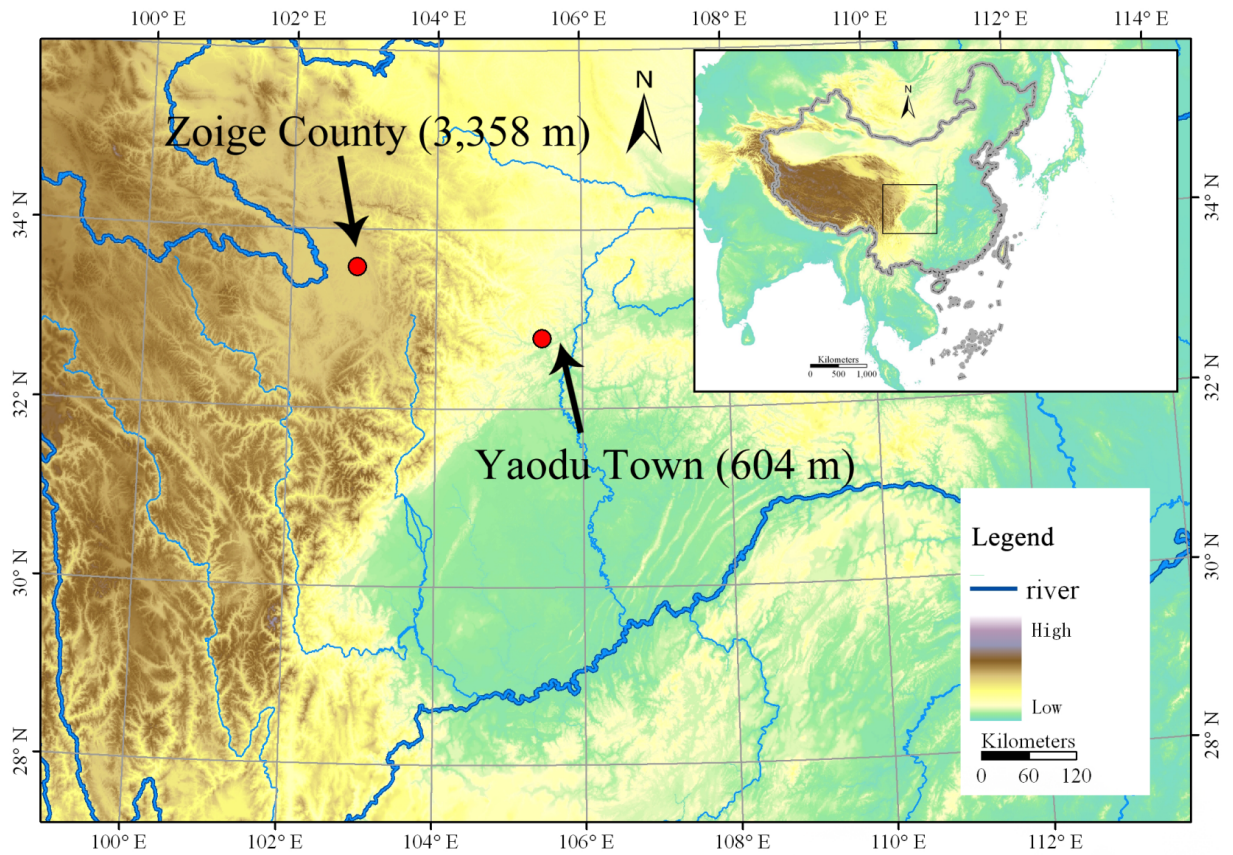 100° E 102° E 104° E 106° E 108° E 110° E 112° E 114° E
N
Zoige County (3,358 m)
N
34° N
34° N
Kilometers
0 500 1,000
32° N
32° N
Yaodu Town (604 m)
Legend
river
High
Low
30° N
30° N
Kilometers
0 60 120
28° N
28° N
100° E 102° E 104° E 106° E 108° E 110° E 112° E